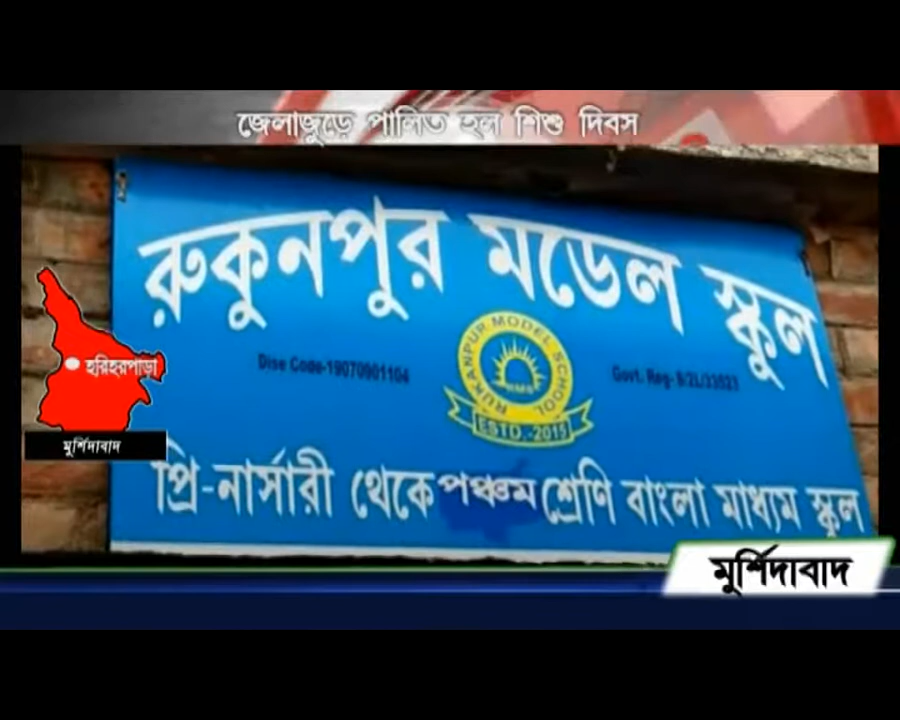 জেলাজুড়ে পালিত হল শিশু দিবস
রুকুনপুর মডেল স্কুল
Dise Code-19070901104
Govt. Reg-
RUKANPUR MODEL SCHOOL
RMS
ESTD.-2015
হরিহরপাড়া
মুর্শিদাবাদ
প্রি-নার্সারী থেকে পঞ্চম শ্রেণি বাংলা মাধ্যম স্কুল
মুর্শিদাবাদ